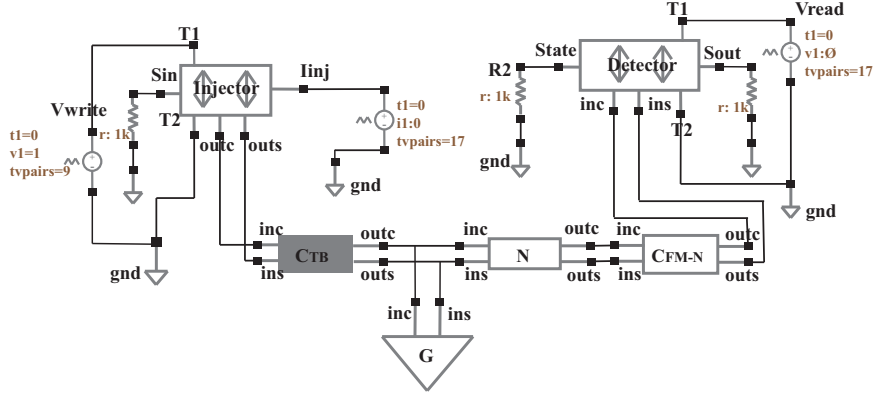 T1
Sin
Injector
Iinj
Vwrite
T2
r: 1k
t1=0
v1=1
tvpairs=9
outc
outs
t1=0
i1:0
tvpairs=17
gnd
gnd
T1
Vread
State
Detector
Sout
R2
r: 1k
inc
ins
T2
r: 1k
t1=0
v1:Ø
tvpairs=17
gnd
gnd
inc
ins
CTB
outc
outs
inc
ins
N
outc
outs
inc
ins
CFM-N
outc
outs
inc
ins
G